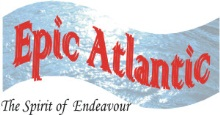 Epic Atlantic
The Spirit of Endeavour